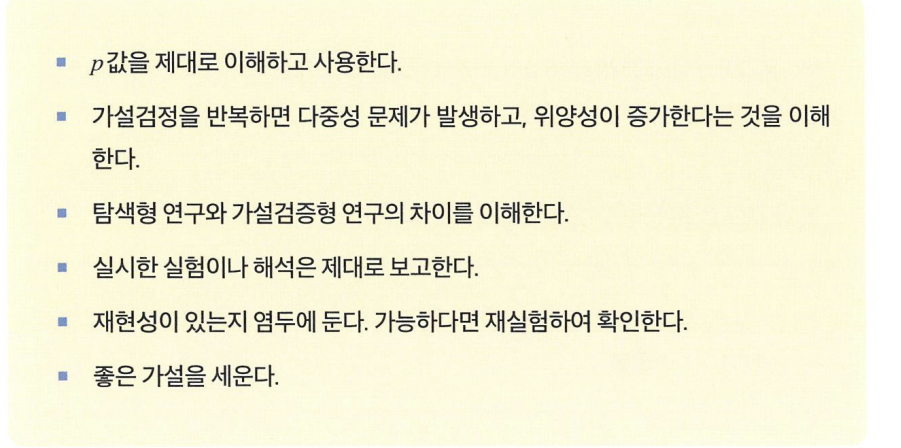 ▪ p값을 제대로 이해하고 사용한다.
▪ 가설검정을 반복하면 다중성 문제가 발생하고, 위양성이 증가한다는 것을 이해
한다.
▪ 탐색형 연구와 가설검증형 연구의 차이를 이해한다.
▪ 실시한 실험이나 해석은 제대로 보고한다.
▪ 재현성이 있는지 염두에 둔다. 가능하다면 재실험하여 확인한다.
▪ 좋은 가설을 세운다.